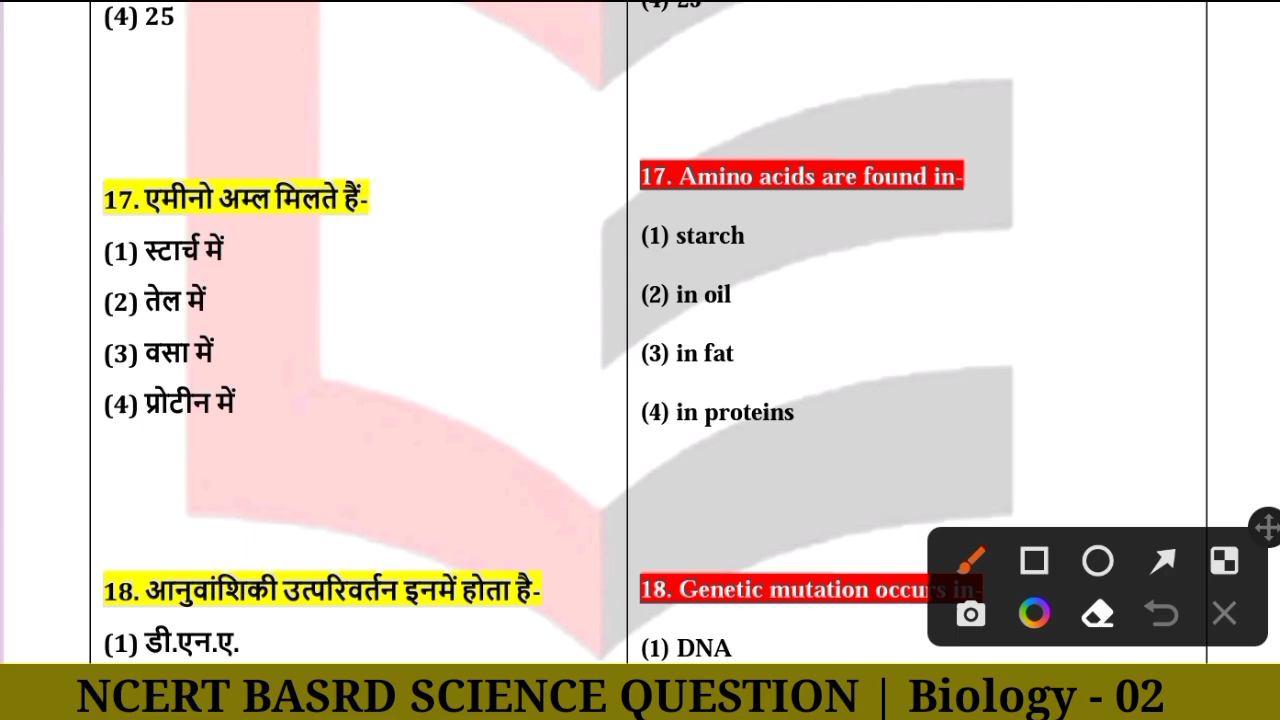 (4) 25
17. एमीनो अम्ल मिलते हैं-
(1) स्टार्च में
(2) तेल में
(3) वसा में
(4) प्रोटीन में
18. आनुवांशिकी उत्परिवर्तन इनमें होता है-
(1) डी.एन.ए.
(4) 25
17. Amino acids are found in-
(1) starch
(2) in oil
(3) in fat
(4) in proteins
18. Genetic mutation occurs in-
(1) DNA
NCERT BASRD SCIENCE QUESTION | Biology - 02